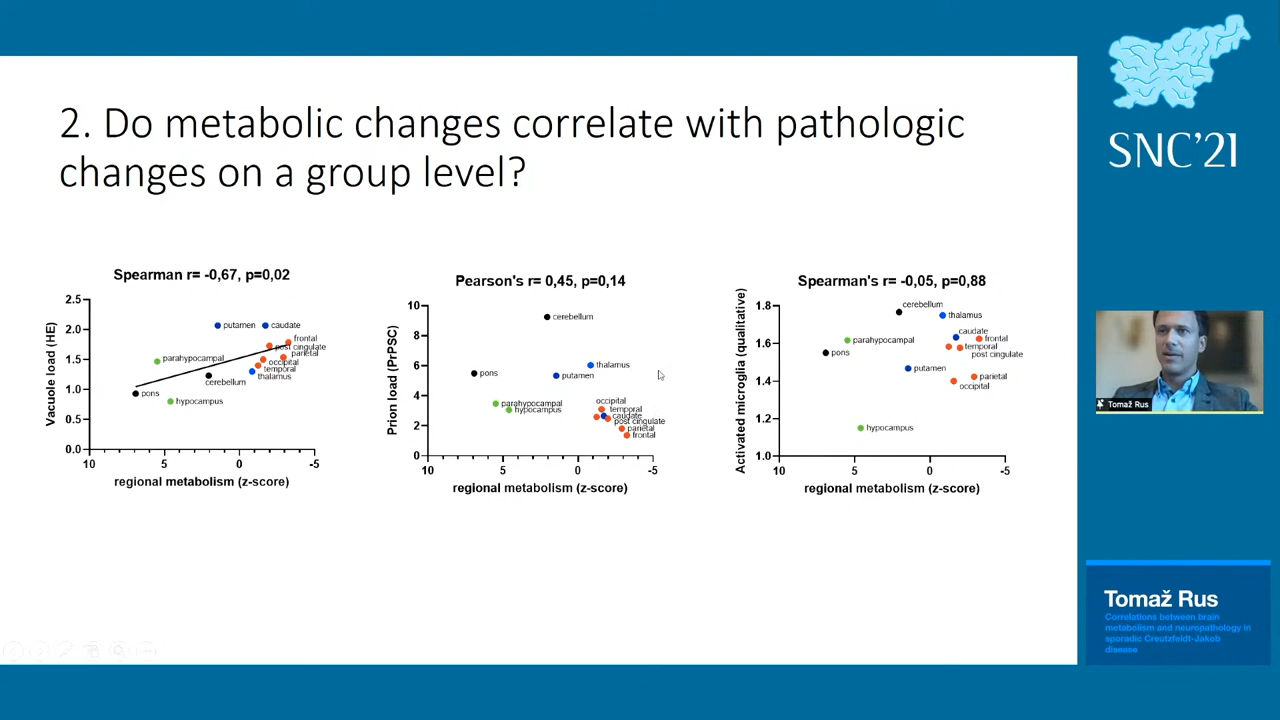 2. Do metabolic changes correlate with pathologic
changes on a group level?
Spearman r= -0,67, p=0,02
Vacuole load (HE)
2.5
2.0
1.5
1.0
0.5
0.0
putamen
caudate
frontal
post cingulate
parietal
parahypocampal
occipital
temporal
cerebellum
thalamus
pons
hypocampus
10
5
0
-5
regional metabolism (z-score)
Pearson's r= 0,45, p=0,14
Prion load (PrPSC)
10
8
6
4
2
0
cerebellum
thalamus
pons
putamen
occipital
parahypocampal
temporal
hypocampus
caudate
post cingulate
parietal
frontal
10
5
0
-5
regional metabolism (z-score)
Spearman's r= -0,05, p=0,88
Activated microglia (qualitative)
1.8
1.6
1.4
1.2
1.0
cerebellum
thalamus
caudate
parahypocampal
frontal
temporal
pons
post cingulate
putamen
parietal
occipital
hypocampus
10
5
0
-5
regional metabolism (z-score)
SNC'21
Tomaž Rus
Tomaž Rus
Correlations between brain
metabolism and neuropathology in
sporadic Creutzfeldt-Jakob
disease